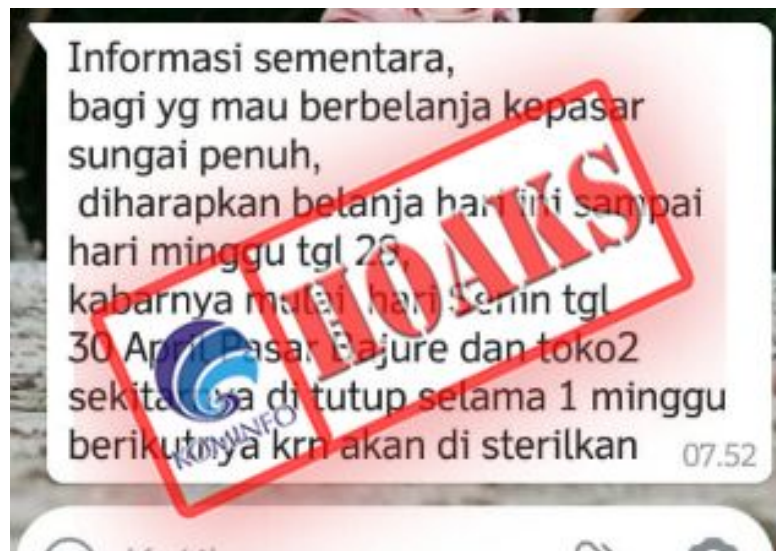 Informasi sementara,
bagi yg mau berbelanja kepasar
sungai penuh,
diharapkan belanja hari ini sampai
hari minggu tgl 29,
kabarnya mulai hari Senin tgl
30 April Pasar Bajure dan toko2
sekitarnya di tutup selama 1 minggu
berikutnya krn akan di sterilkan
07.52
HOAKS
KOMINFO